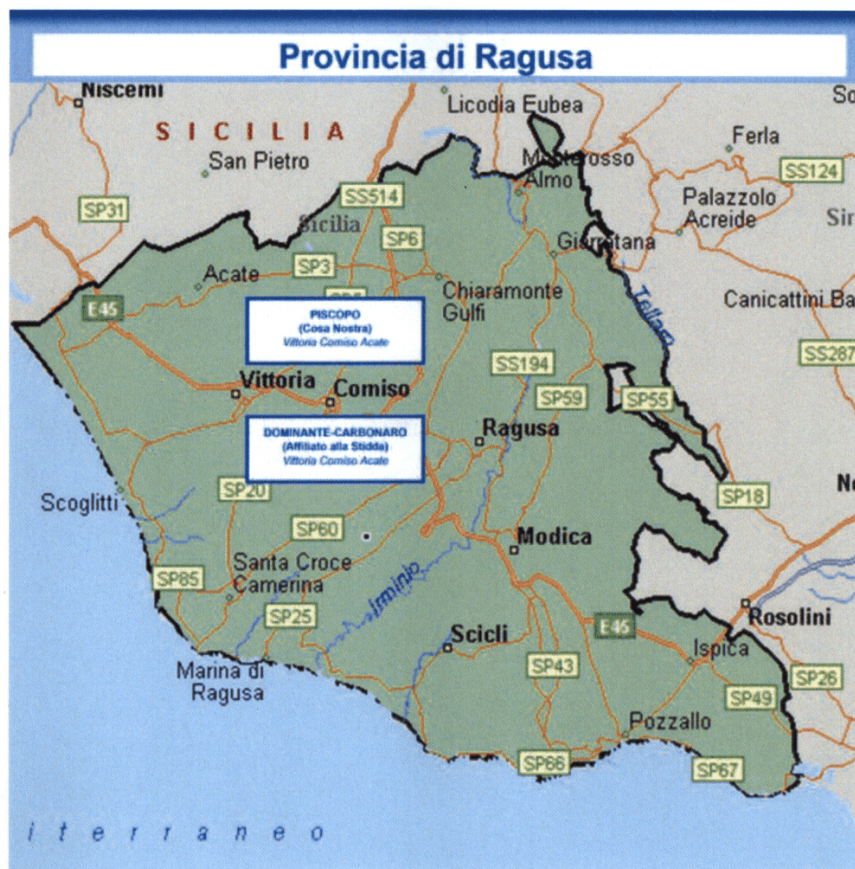 Provincia di Ragusa
Niscemi
Licodia Eubea
SICILIA
San Pietro
Ferla
SS124
SP31
SS514
Monterosso
Almo
Palazzolo
Acreide
Sicilia
SP6
Giarratana
SP3
Acate
Chiaramonte
Gulfi
Tellaro
Canicattini Ba
E45
PISCOPO
(Cosa Nostra)
Vittoria Comiso Acate
SS194
SS287
Vittoria
Comiso
SP59
SP55
DOMINANTE-CARBONARO
(Affiliato alla Stidda)
Vittoria Comiso Acate
Ragusa
Scoglitti
SP20
SP18
No
SP60
Modica
SP85
Santa Croce
Camerina
Irminio
SP25
Rosolini
E45
Scicli
Ispica
Marina di
Ragusa
SP43
SP26
SP49
Pozzallo
SP66
SP67
iterraneo